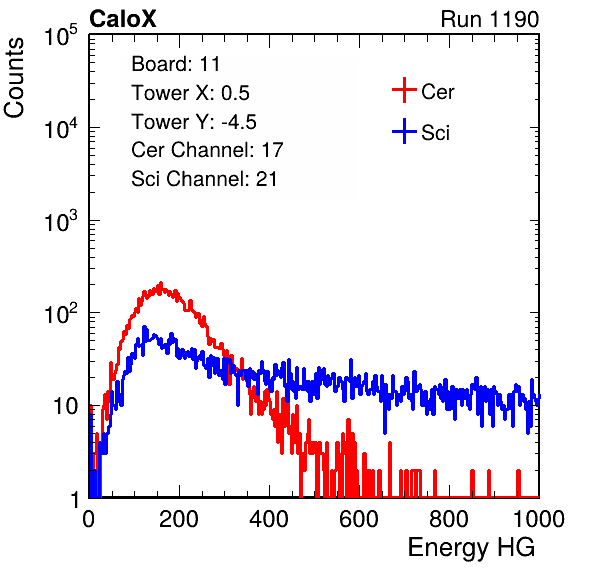 CaloX Run 1190
Counts
Board: 11
Tower X: 0.5
Tower Y: -4.5
Cer Channel: 17
Sci Channel: 21
Cer
Sci
10^5
10^4
10^3
10^2
10
1
0 200 400 600 800 1000
Energy HG